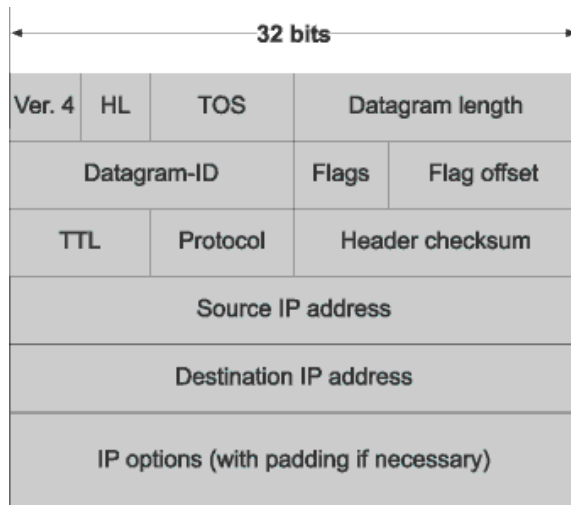 32 bits
Ver. 4 HL TOS Datagram length
Datagram-ID Flags Flag offset
TTL Protocol Header checksum
Source IP address
Destination IP address
IP options (with padding if necessary)